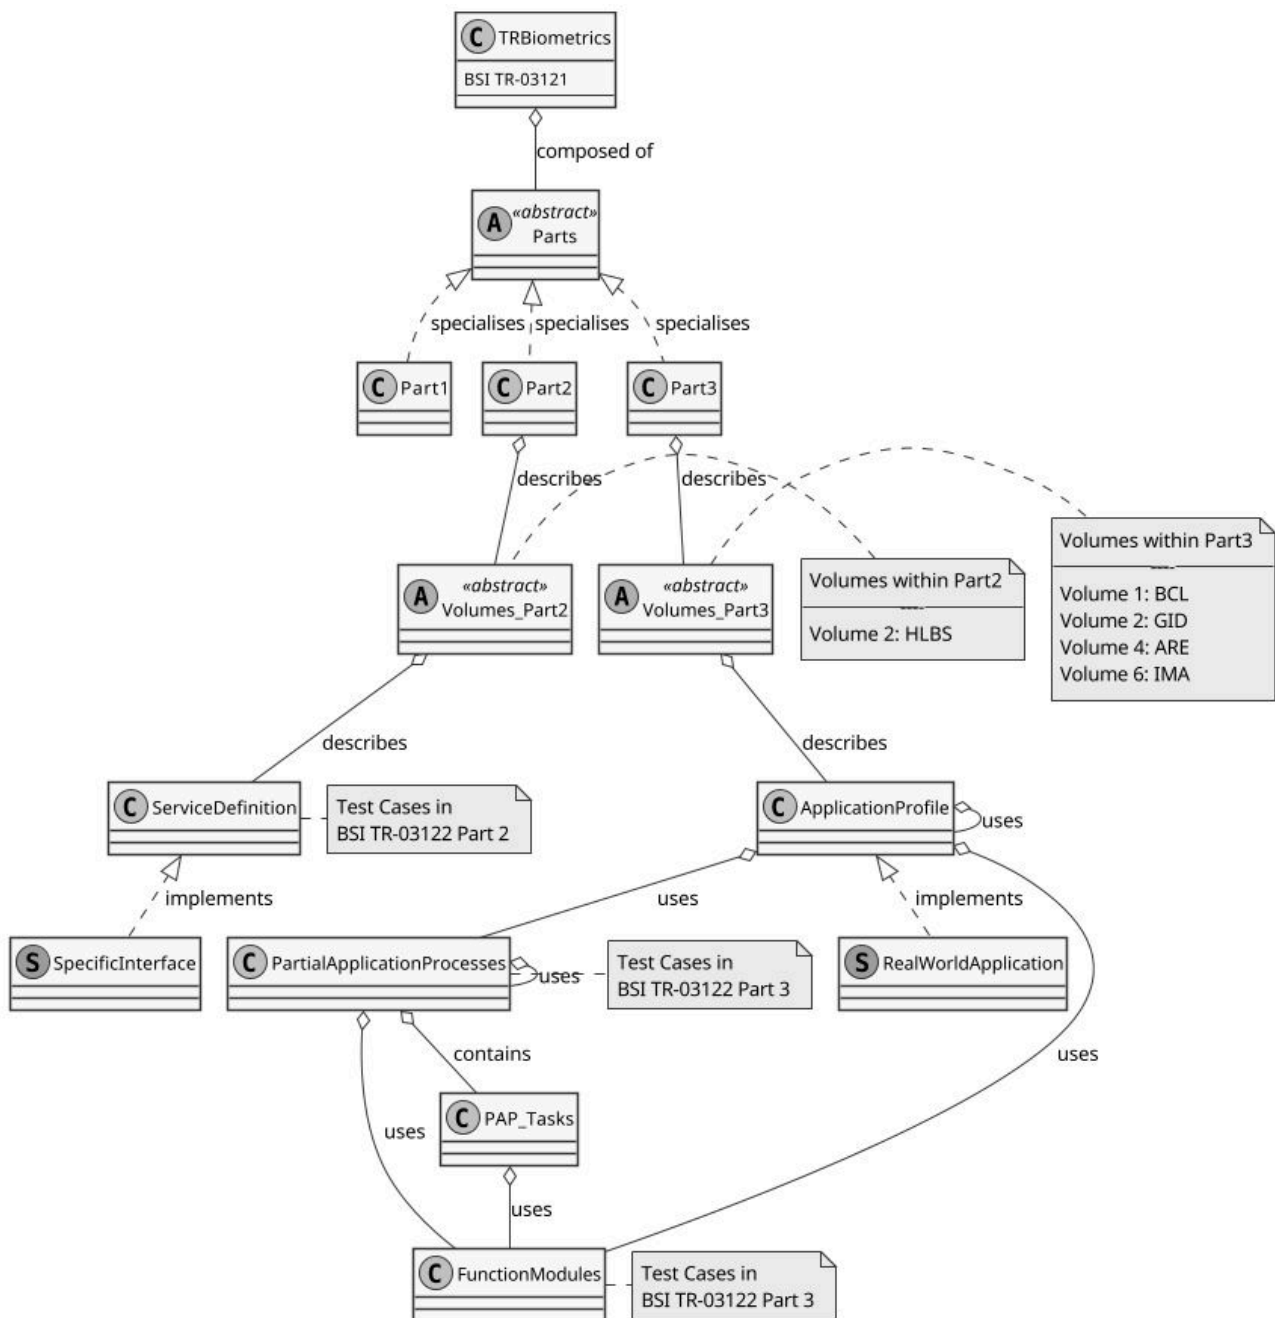 C TRBiometrics
BSI TR-03121
composed of
A «abstract»
Parts
specialises specialises specialises
C Part1
C Part2
C Part3
describes
describes
Volumes within Part3
Volume 1: BCL
Volume 2: GID
Volume 4: ARE
Volume 6: IMA
Volumes within Part2
Volume 2: HLBS
A «abstract»
Volumes_Part2
A «abstract»
Volumes_Part3
describes
describes
C ServiceDefinition
Test Cases in
BSI TR-03122 Part 2
C ApplicationProfile
uses
implements
uses
implements
S SpecificInterface
C PartialApplicationProcesses
uses
Test Cases in
BSI TR-03122 Part 3
S RealWorldApplication
contains
uses
C PAP_Tasks
uses
uses
C FunctionModules
Test Cases in
BSI TR-03122 Part 3